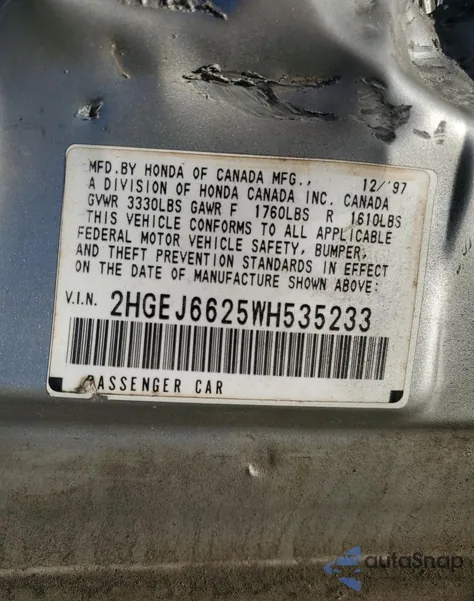 MFD.BY HONDA OF CANADA MFG., 12/'97
A DIVISION OF HONDA CANADA INC. CANADA
GVWR 3330LBS GAWR F 1760LBS R 1610LBS
THIS VEHICLE CONFORMS TO ALL APPLICABLE
FEDERAL MOTOR VEHICLE SAFETY, BUMPER,
AND THEFT PREVENTION STANDARDS IN EFFECT
ON THE DATE OF MANUFACTURE SHOWN ABOVE:
V.I.N. 2HGEJ6625WH535233
PASSENGER CAR
autoSnap